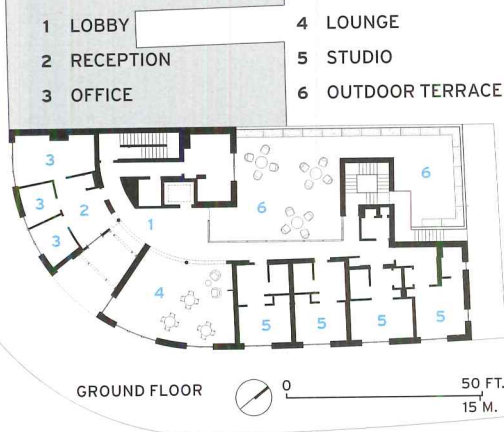 1 LOBBY
2 RECEPTION
3 OFFICE
4 LOUNGE
5 STUDIO
6 OUTDOOR TERRACE
3
3
3
2
1
6
6
4
5
5
5
5
GROUND FLOOR
0 50 FT.
15 M.